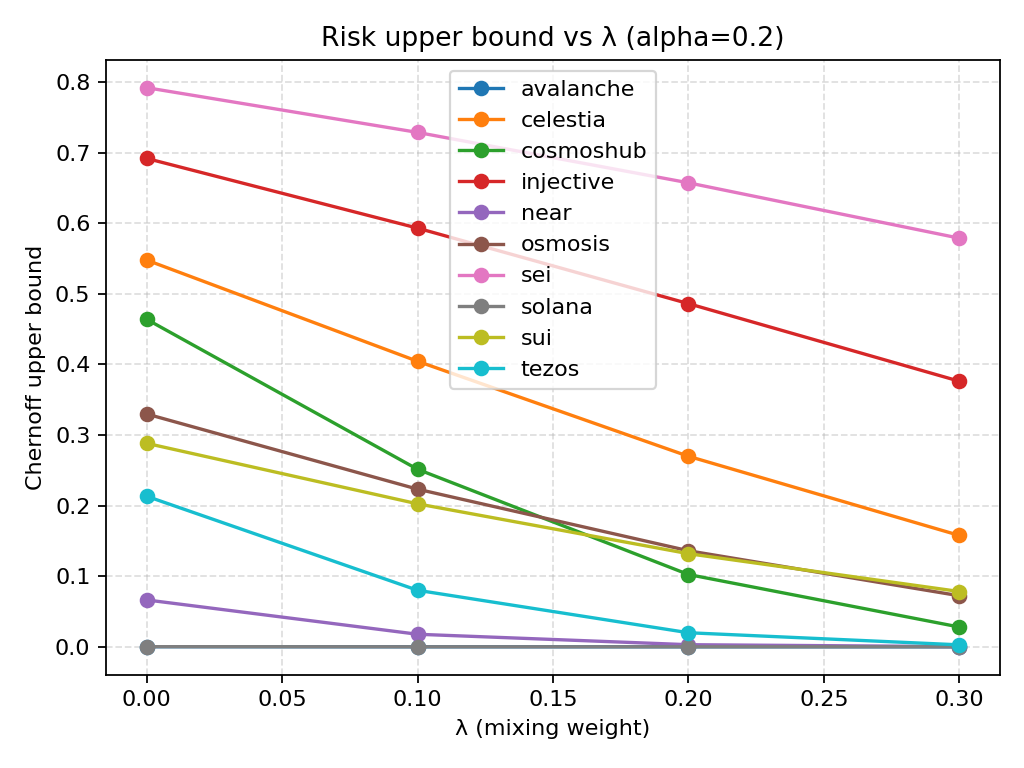 Risk upper bound vs λ (alpha=0.2)
Chernoff upper bound
0.8
0.7
0.6
0.5
0.4
0.3
0.2
0.1
0.0
avalanche
celestia
cosmoshub
injective
near
osmosis
sei
solana
sui
tezos
0.00 0.05 0.10 0.15 0.20 0.25 0.30
λ (mixing weight)